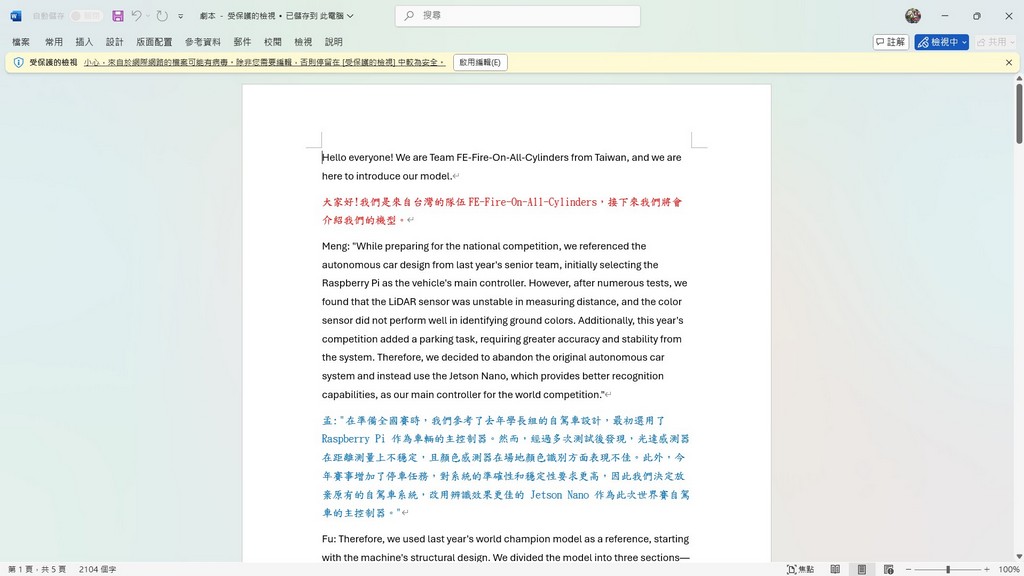 自動儲存
劇本 - 受保護的檢視 • 已儲存到 此電腦
搜尋
檔案 常用 插入 設計 版面配置 參考資料 郵件 校閱 檢視 說明
註解 檢視中 共用
受保護的檢視 小心，來自於網際網路的檔案可能有病毒。除非您需要編輯，否則停留在 [受保護的檢視] 中較為安全。 啟用編輯(E)
Hello everyone! We are Team FE-Fire-On-All-Cylinders from Taiwan, and we are
here to introduce our model.
大家好!我們是來自台灣的隊伍 FE-Fire-On-All-Cylinders，接下來我們將會
介紹我們的機型。
Meng: "While preparing for the national competition, we referenced the
autonomous car design from last year's senior team, initially selecting the
Raspberry Pi as the vehicle's main controller. However, after numerous tests, we
found that the LiDAR sensor was unstable in measuring distance, and the color
sensor did not perform well in identifying ground colors. Additionally, this year's
competition added a parking task, requiring greater accuracy and stability from
the system. Therefore, we decided to abandon the original autonomous car
system and instead use the Jetson Nano, which provides better recognition
capabilities, as our main controller for the world competition."
孟:"在準備全國賽時，我們參考了去年學長組的自駕車設計，最初選用了
Raspberry Pi 作為車輛的主控制器。然而，經過多次測試後發現，光達感測器
在距離測量上不穩定，且顏色感測器在場地顏色識別方面表現不佳。此外，今
年賽事增加了停車任務，對系統的準確性和穩定性要求更高，因此我們決定放
棄原有的自駕車系統，改用辨識效果更佳的 Jetson Nano 作為此次世界賽自駕
車的主控制器。"
Fu: Therefore, we used last year's world champion model as a reference, starting
with the machine's structural design. We divided the model into three sections—
第 1 頁，共 5 頁 2104 個字
焦點 100%